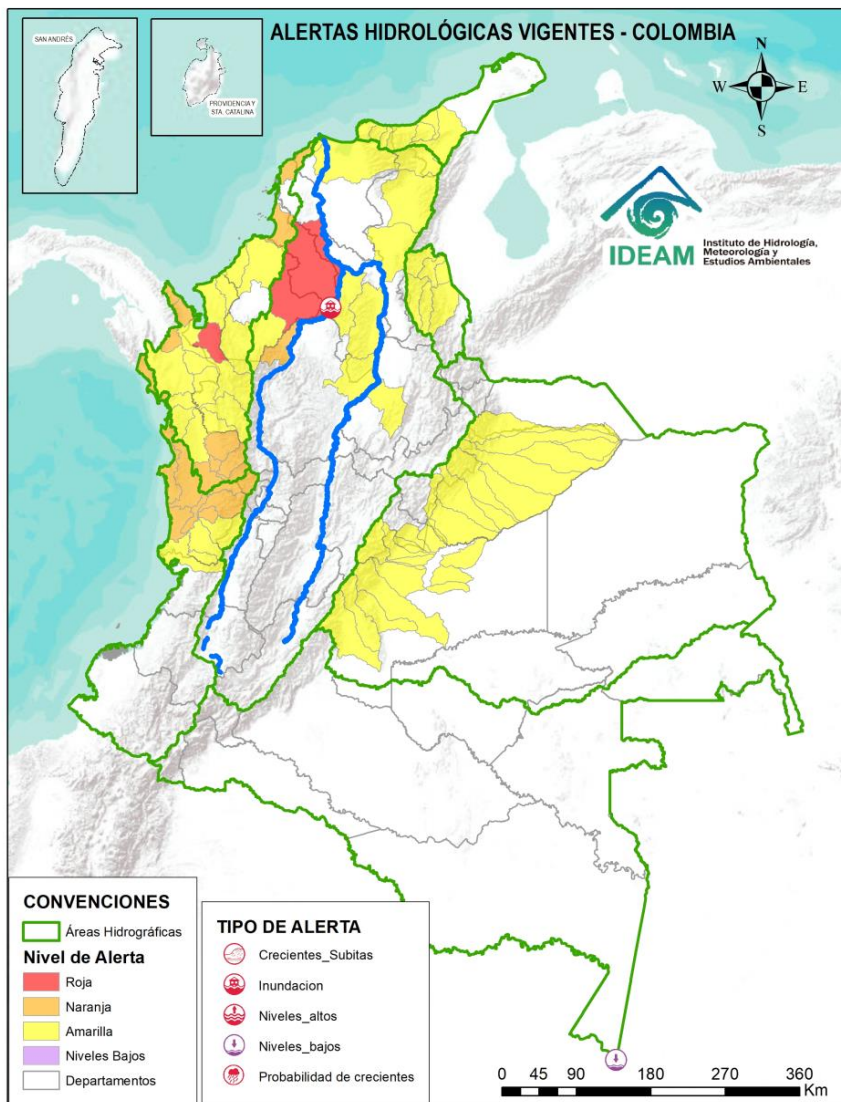 ALERTAS HIDROLÓGICAS VIGENTES - COLOMBIA
SAN ANDRÉS
PROVIDENCIA Y
STA. CATALINA
N
W
E
S
IDEAM
Instituto de Hidrología,
Meteorología y
Estudios Ambientales
CONVENCIONES
Áreas Hidrográficas
Nivel de Alerta
Roja
Naranja
Amarilla
Niveles Bajos
Departamentos
TIPO DE ALERTA
Crecientes_Subitas
Inundacion
Niveles_altos
Niveles_bajos
Probabilidad de crecientes
0 45 90 180 270 360
Km